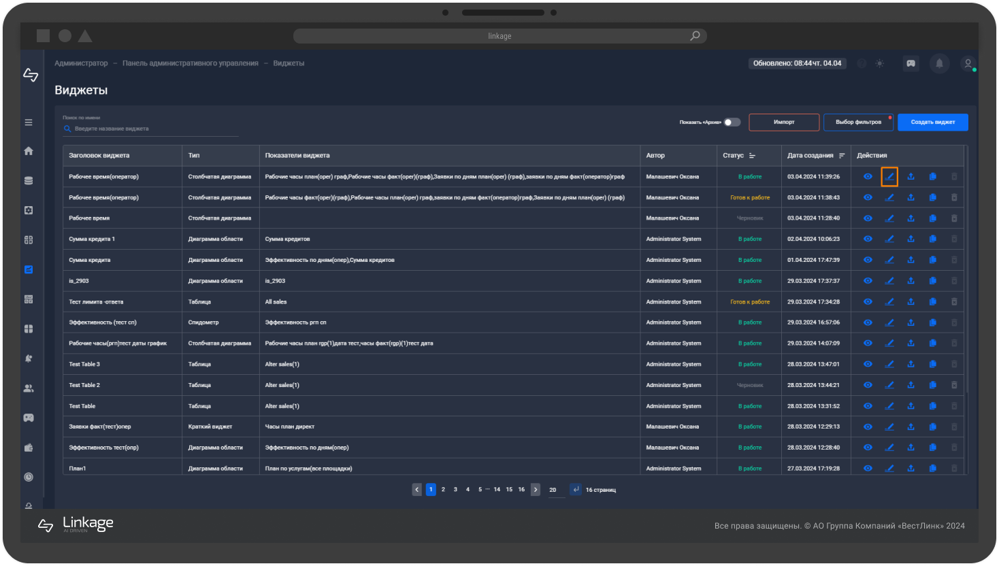 linkage
Администратор – Панель административного управления – Виджеты
Обновлено: 08:44 чт. 04.04
Виджеты
Поиск по имени
Введите название виджета
Показать «Архив»
Импорт
Выбор фильтров
Создать виджет
Заголовок виджета Тип Показатели виджета Автор Статус Дата создания Действия
Рабочее время(оператор) Столбчатая диаграмма Рабочие часы план(oper) граф,Рабочие часы факт(oper)(граф),Заявки по дням план(oper) (граф),заявки по дням факт(оператор)граф Малашевич Оксана В работе 03.04.2024 11:39:26
Рабочее время(оператор) Столбчатая диаграмма Рабочие часы факт(oper)(граф),Рабочие часы план(oper) граф,заявки по дням факт(оператор)граф,Заявки по дням план(oper) (граф) Малашевич Оксана Готов к работе 03.04.2024 11:38:43
Рабочее время Столбчатая диаграмма Малашевич Оксана Черновик 03.04.2024 11:28:40
Сумма кредита 1 Диаграмма области Сумма кредитов Administrator System В работе 02.04.2024 10:06:23
Сумма кредита Диаграмма области Эффективность по дням(опер),Сумма кредитов Administrator System В работе 01.04.2024 17:47:39
is_2903 Диаграмма области is_2903 Administrator System В работе 29.03.2024 17:37:37
Тест лимита -ответа Таблица All sales Administrator System Готов к работе 29.03.2024 17:34:28
Эффективность (тест сп) Спидометр Эффективность ргп сп Administrator System В работе 29.03.2024 16:57:06
Рабочие часы(ргп)тест даты график Столбчатая диаграмма Рабочие часы план rgp(1)дата тест,часы факт(rgp)(1)тест дата Administrator System В работе 29.03.2024 14:07:09
Test Table 3 Таблица Alter sales(1) Administrator System В работе 28.03.2024 13:47:01
Test Table 2 Таблица Alter sales(1) Administrator System Черновик 28.03.2024 13:44:21
Test Table Таблица Alter sales(1) Administrator System В работе 28.03.2024 13:31:52
Заявки факт(тест)опер Краткий виджет Часы план директ Малашевич Оксана В работе 28.03.2024 12:29:13
Эффективность тест(опр) Диаграмма области Эффективность по дням(опер) Малашевич Оксана В работе 28.03.2024 12:28:40
План1 Диаграмма области План по услугам(все площадки) Administrator System В работе 27.03.2024 17:19:28
1 2 3 4 5 ... 14 15 16 20 16 страниц
Linkage
AI DRIVEN
Все права защищены. © АО Группа Компаний «ВестЛинк» 2024